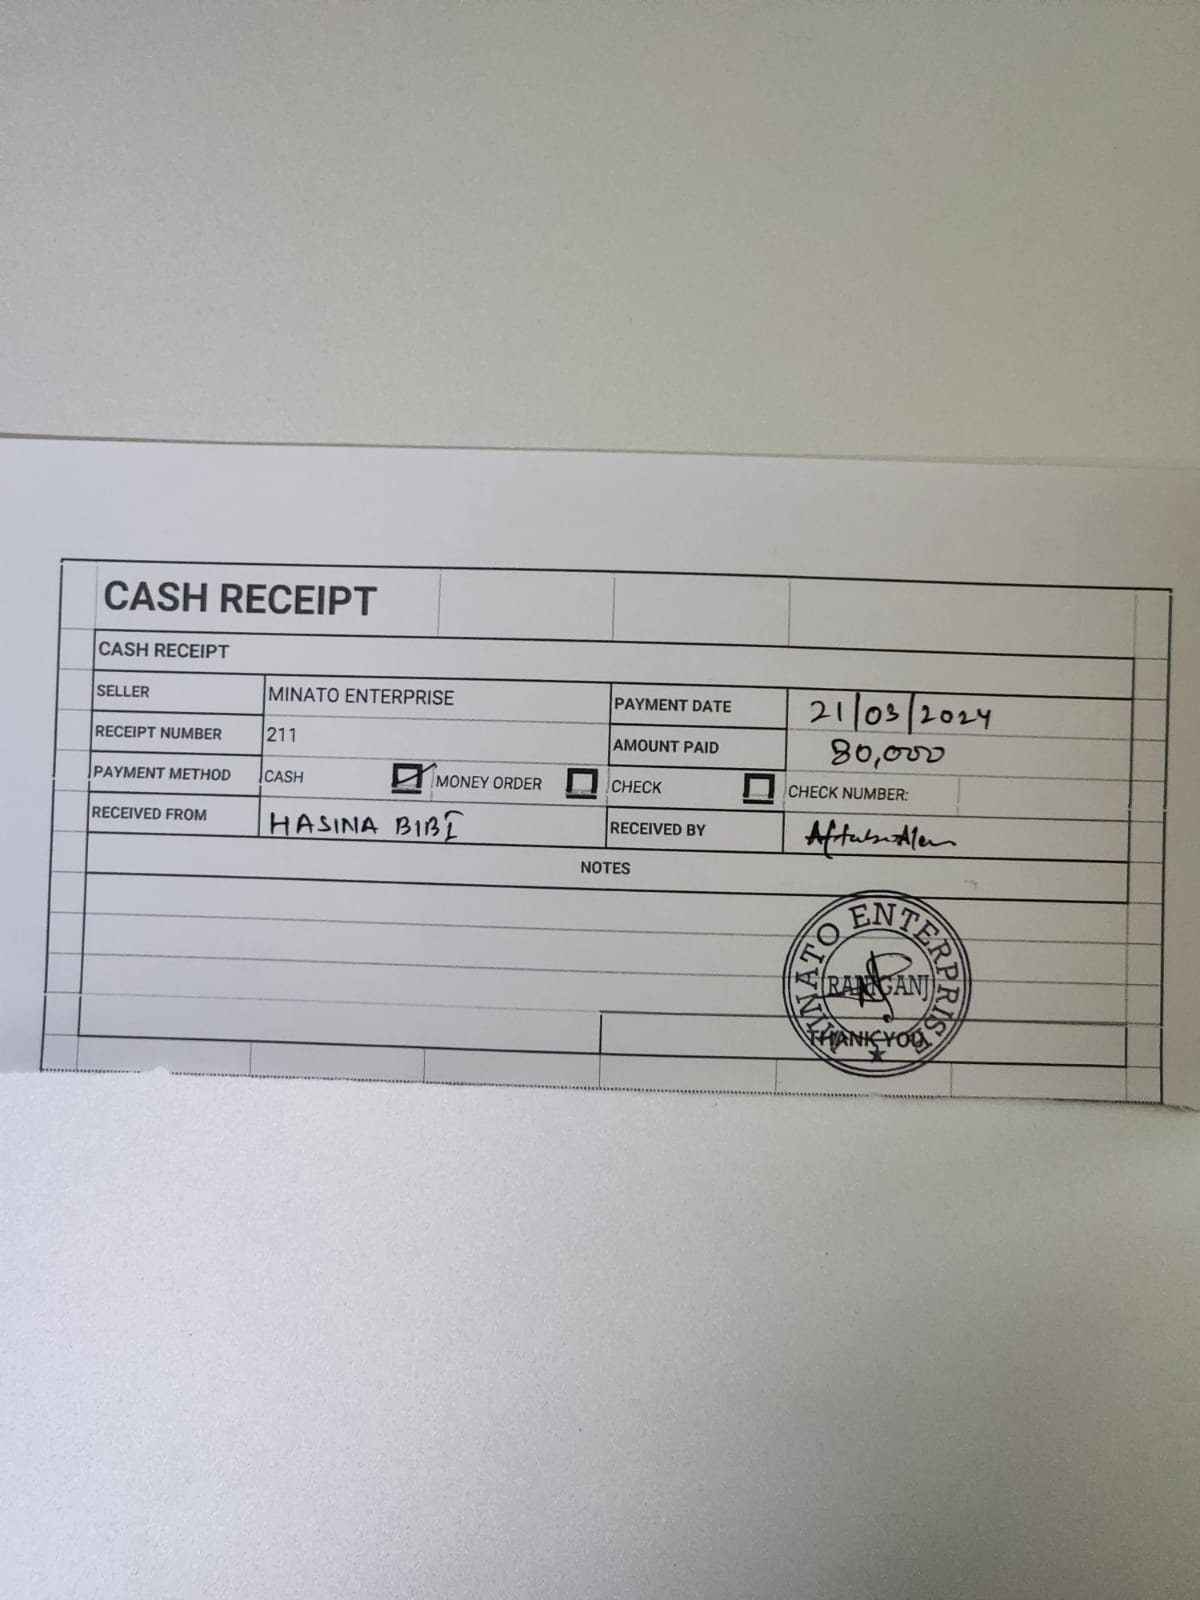 CASH RECEIPT
CASH RECEIPT
SELLER MINATO ENTERPRISE PAYMENT DATE 21/03/2024
RECEIPT NUMBER 211 AMOUNT PAID 80,000
PAYMENT METHOD CASH MONEY ORDER CHECK CHECK NUMBER:
RECEIVED FROM HASINA BIBI RECEIVED BY Aftab Alam
NOTES
MINATO ENTERPRISE
RANIGANJ
THANK YOU